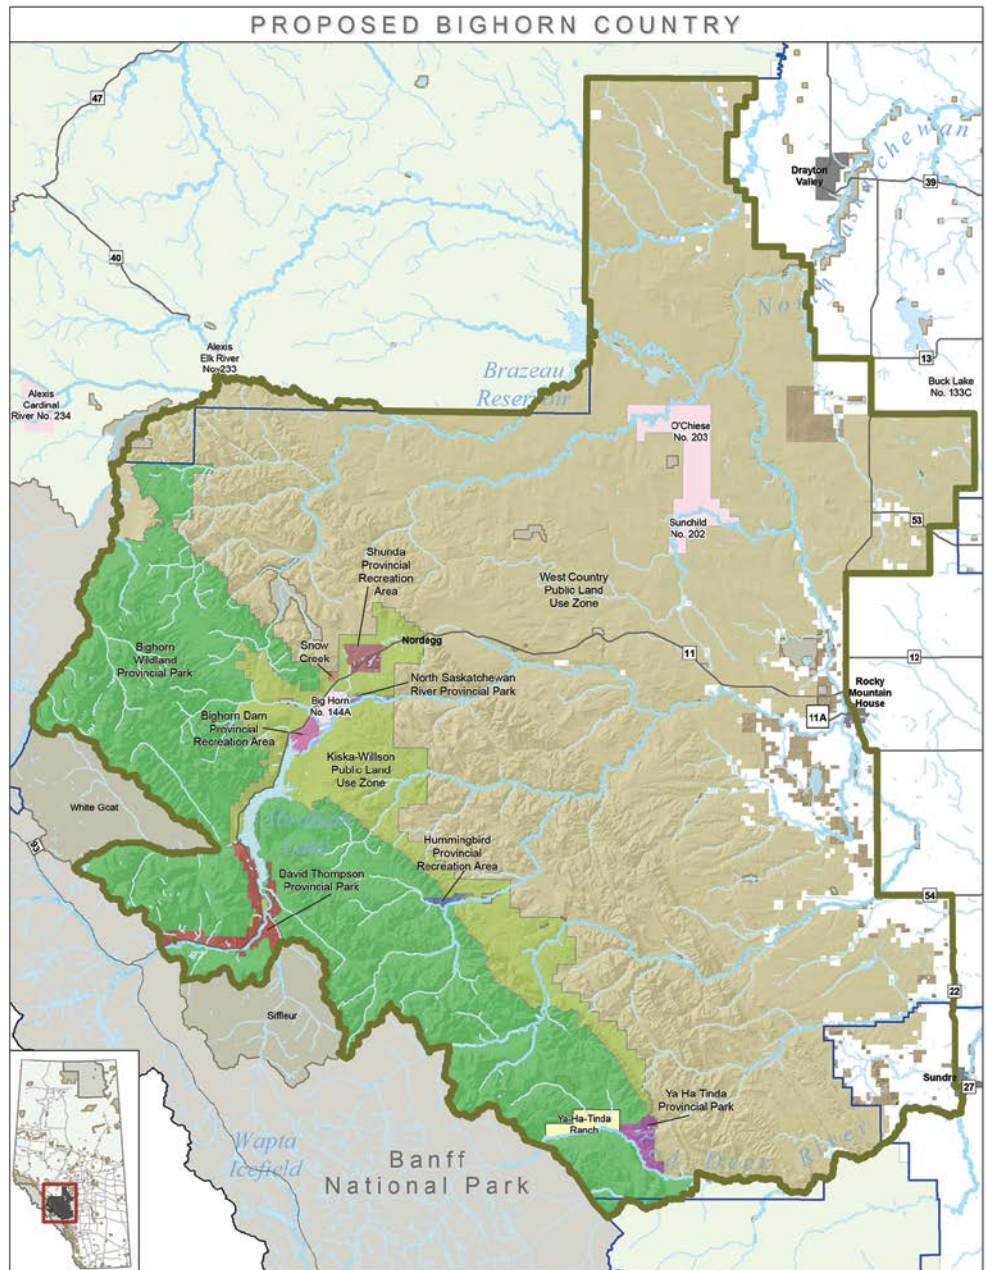 PROPOSED BIGHORN COUNTRY
47
Drayton
Valley
39
North Saskatchewan
40
Alexis
Elk River
No. 233
13
Brazeau
Reservoir
Buck Lake
No. 133C
Alexis
Cardinal
River No. 234
O'Chiese
No. 203
53
Sunchild
No. 202
Shunda
Provincial
Recreation
Area
West Country
Public Land
Use Zone
Nordegg
11
12
Snow
Creek
Bighorn
Wildland
Provincial Park
North Saskatchewan
River Provincial Park
Rocky
Mountain
House
Big Horn
No. 144A
11A
Bighorn Dam
Provincial
Recreation Area
Kiska-Willson
Public Land
Use Zone
White Goat
93
Abraham
Lake
Hummingbird
Provincial
Recreation Area
David Thompson
Provincial Park
54
22
Siffleur
Sundre
27
Ya Ha Tinda
Provincial Park
Ya-Ha-Tinda
Ranch
Red Deer River
Wapta
Icefield
Banff
National Park